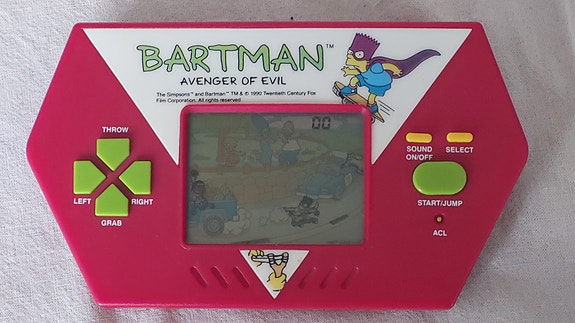 BARTMAN™
AVENGER OF EVIL
The Simpsons™ and Bartman™ TM & © 1990 Twentieth Century Fox
Film Corporation. All rights reserved
00
THROW
LEFT
RIGHT
GRAB
SOUND
ON/OFF
SELECT
START/JUMP
ACL